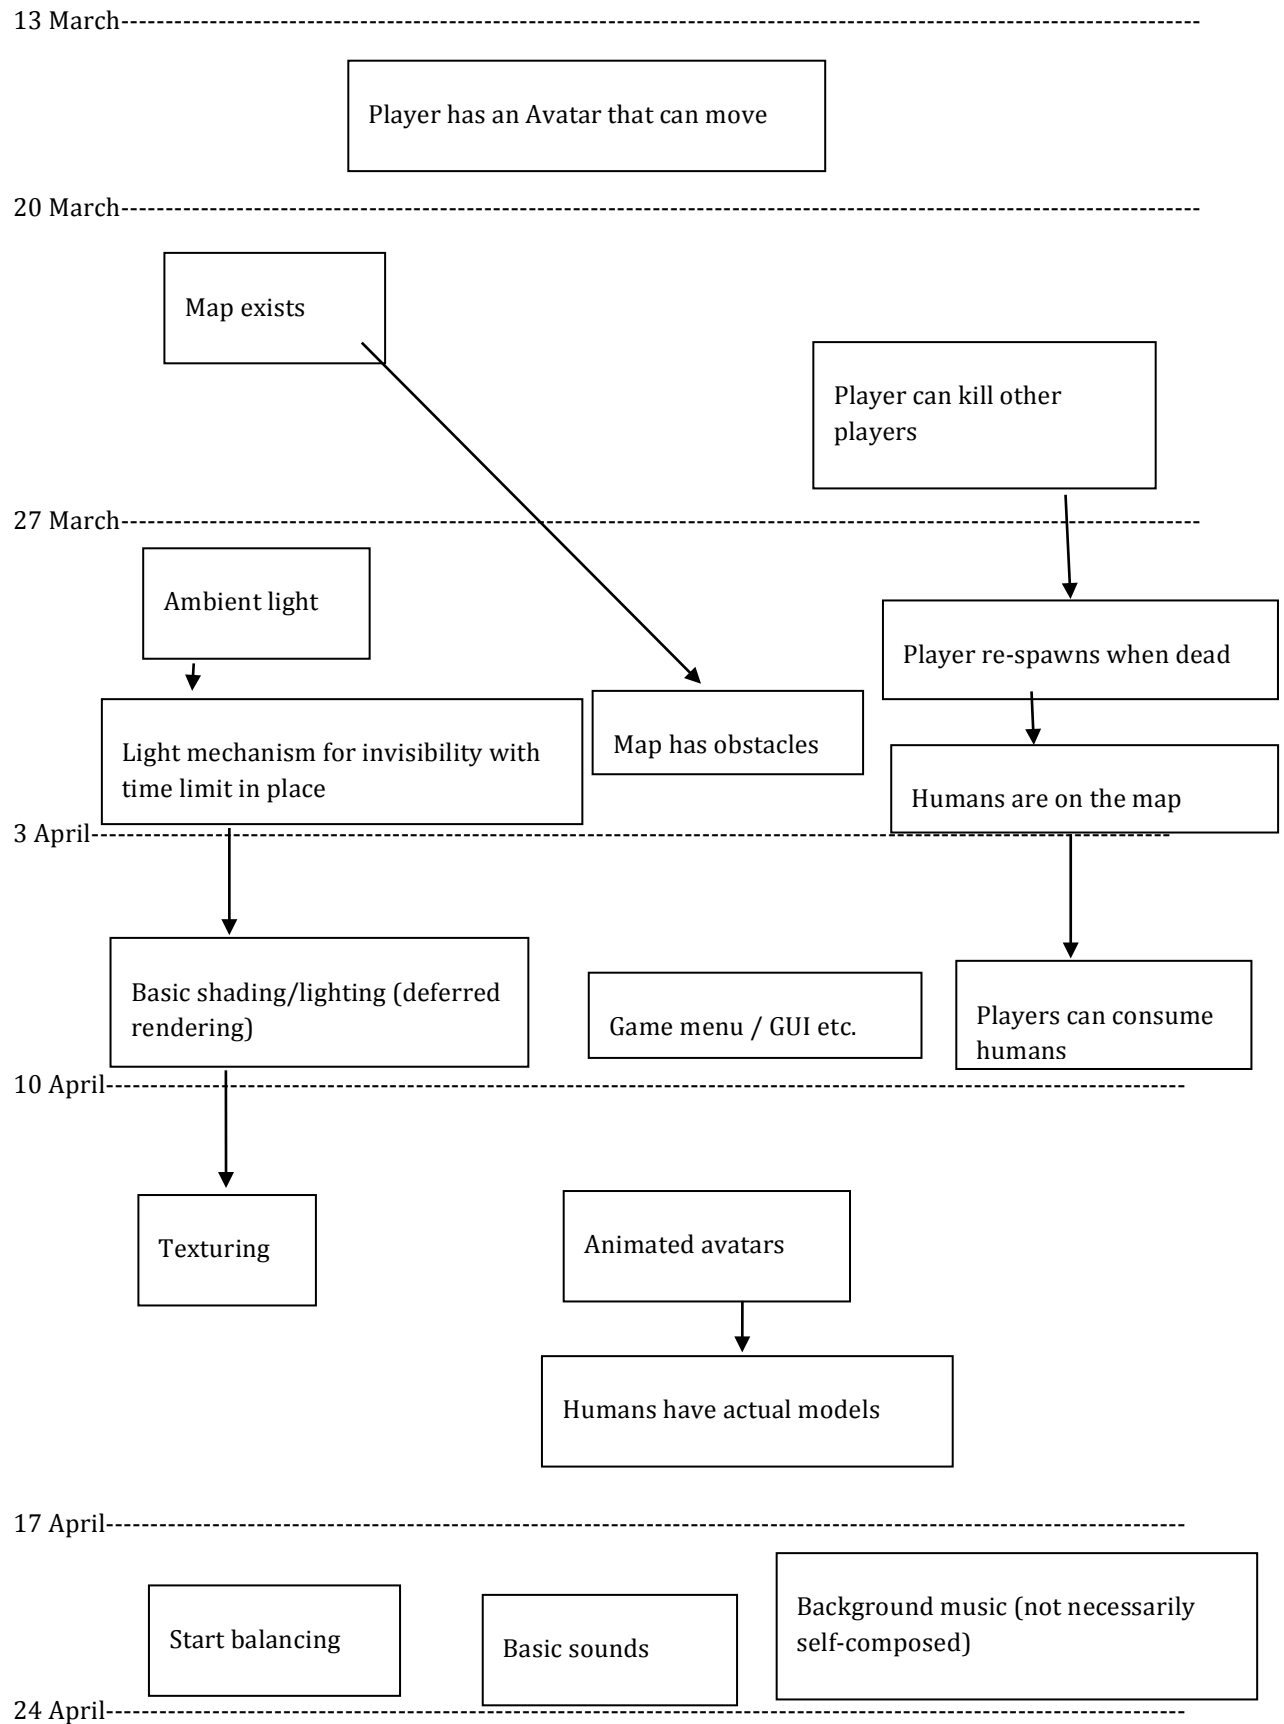 13 March
Player has an Avatar that can move
20 March
Map exists
Player can kill other
players
27 March
Ambient light
Player re-spawns when dead
Light mechanism for invisibility with
time limit in place
Map has obstacles
Humans are on the map
3 April
Basic shading/lighting (deferred
rendering)
Game menu / GUI etc.
Players can consume
humans
10 April
Texturing
Animated avatars
Humans have actual models
17 April
Start balancing
Basic sounds
Background music (not necessarily
self-composed)
24 April